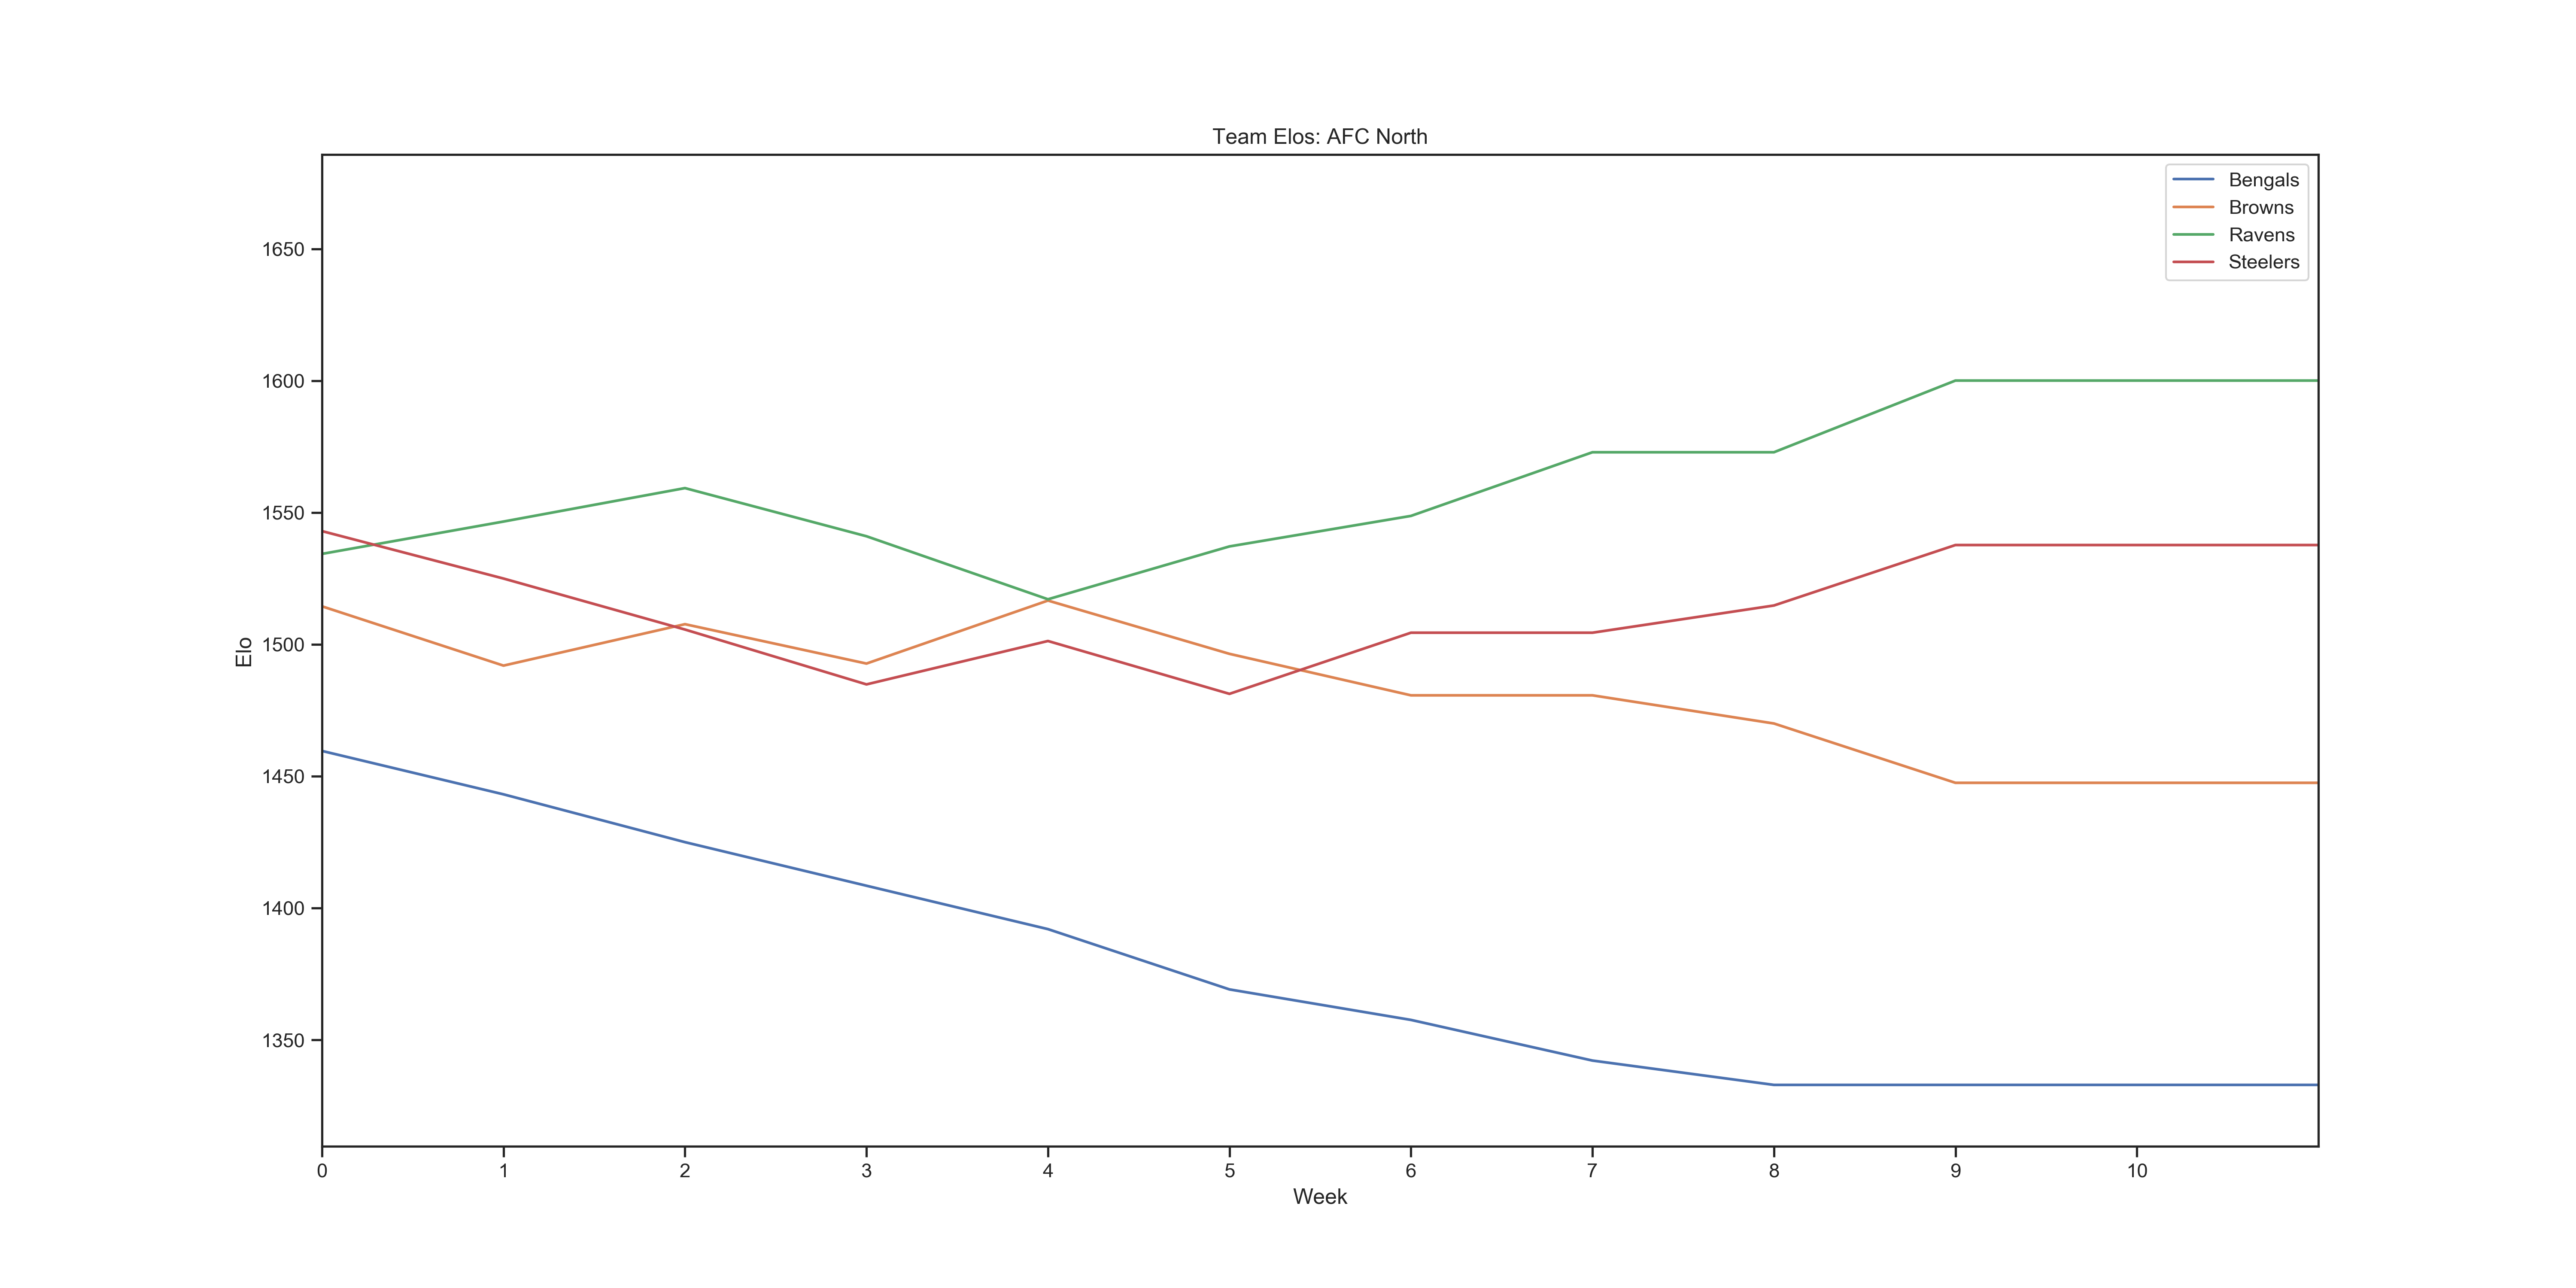 Team Elos: AFC North
Bengals
Browns
Ravens
Steelers
1650
1600
1550
1500
1450
1400
1350
Elo
0 1 2 3 4 5 6 7 8 9 10
Week